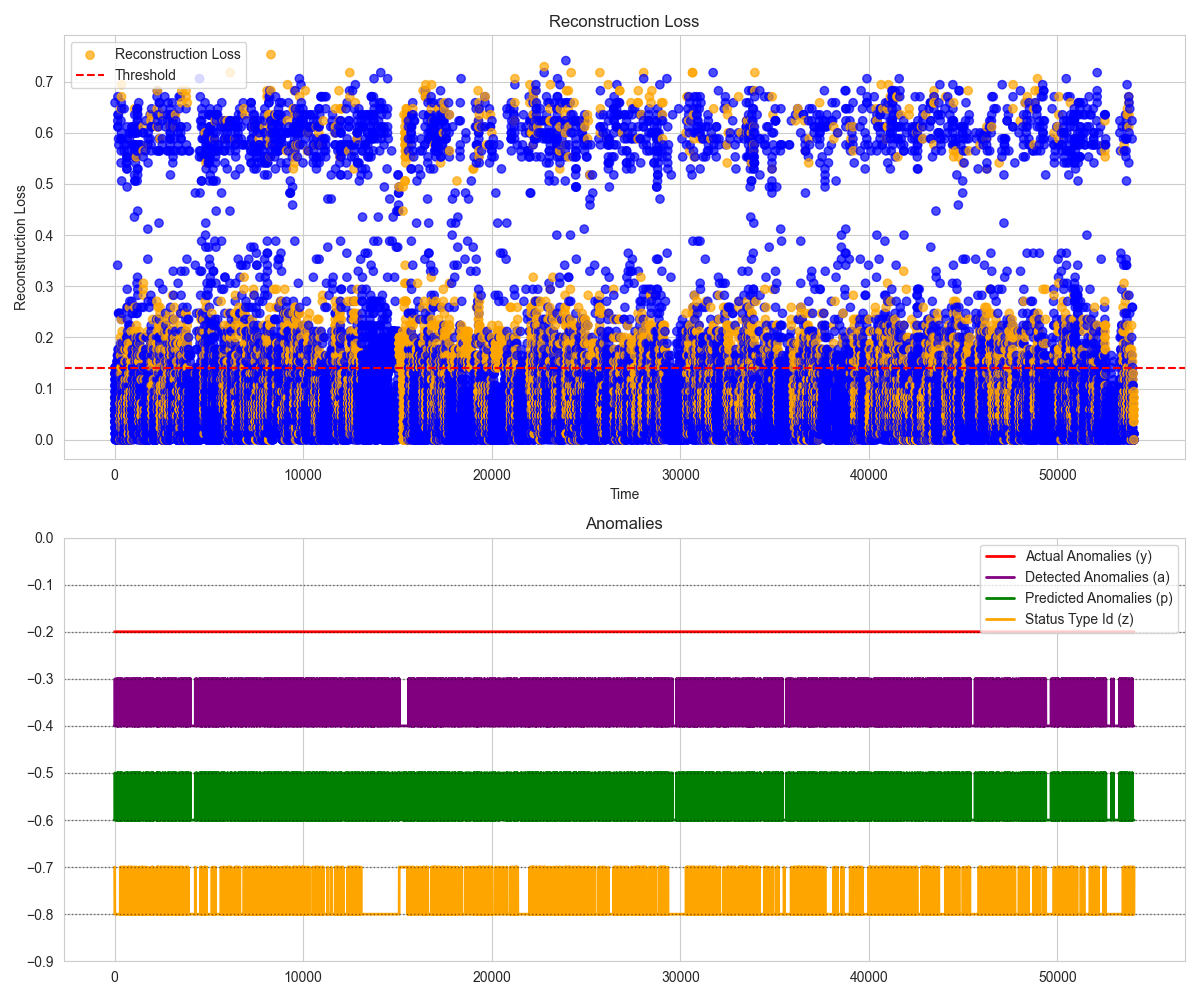 Reconstruction Loss
Reconstruction Loss
Threshold
Reconstruction Loss
0.7
0.6
0.5
0.4
0.3
0.2
0.1
0.0
0 10000 20000 30000 40000 50000
Time
Anomalies
Actual Anomalies (y)
Detected Anomalies (a)
Predicted Anomalies (p)
Status Type Id (z)
0.0
−0.1
−0.2
−0.3
−0.4
−0.5
−0.6
−0.7
−0.8
−0.9
0 10000 20000 30000 40000 50000